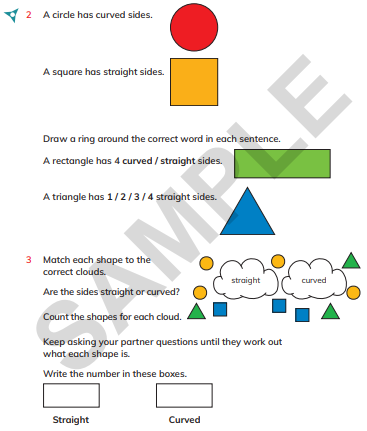 2 A circle has curved sides.
A square has straight sides.
Draw a ring around the correct word in each sentence.
A rectangle has 4 curved / straight sides.
A triangle has 1 / 2 / 3 / 4 straight sides.
3 Match each shape to the
correct clouds.
straight curved
Are the sides straight or curved?
Count the shapes for each cloud.
Keep asking your partner questions until they work out
what each shape is.
Write the number in these boxes.
Straight Curved
SAMPLE